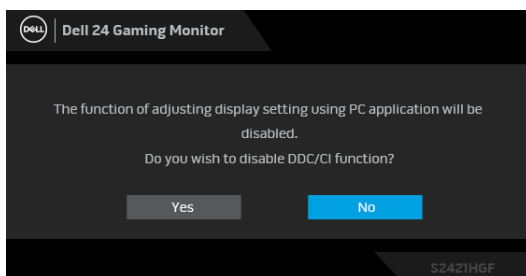 DELL Dell 24 Gaming Monitor
The function of adjusting display setting using PC application will be
disabled.
Do you wish to disable DDC/CI function?
Yes No
S2421HGF